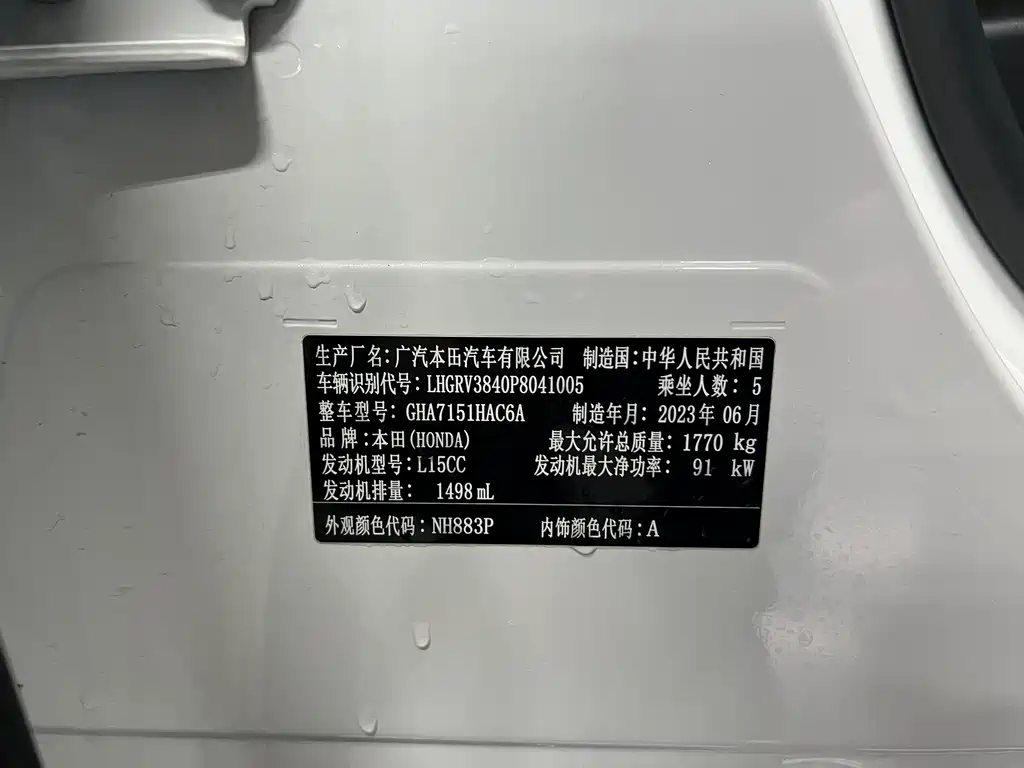 生产厂名:广汽本田汽车有限公司 制造国:中华人民共和国
车辆识别代号:LHGRV3840P8041005 乘坐人数:5
整车型号:GHA7151HAC6A 制造年月:2023年06月
品牌:本田(HONDA) 最大允许总质量:1770 kg
发动机型号:L15CC 发动机最大净功率: 91 kW
发动机排量: 1498mL
外观颜色代码:NH883P 内饰颜色代码:A